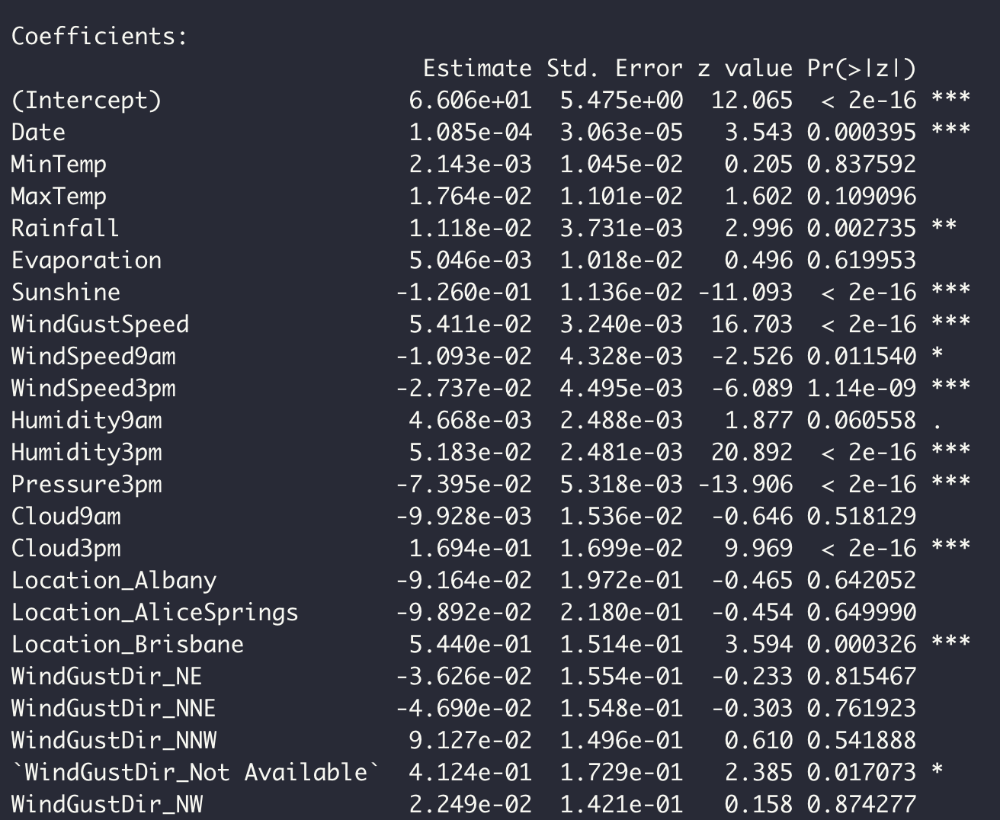 Coefficients:
Estimate Std. Error z value Pr(>|z|)
(Intercept) 6.606e+01 5.475e+00 12.065 < 2e-16 ***
Date 1.085e-04 3.063e-05 3.543 0.000395 ***
MinTemp 2.143e-03 1.045e-02 0.205 0.837592
MaxTemp 1.764e-02 1.101e-02 1.602 0.109096
Rainfall 1.118e-02 3.731e-03 2.996 0.002735 **
Evaporation 5.046e-03 1.018e-02 0.496 0.619953
Sunshine -1.260e-01 1.136e-02 -11.093 < 2e-16 ***
WindGustSpeed 5.411e-02 3.240e-03 16.703 < 2e-16 ***
WindSpeed9am -1.093e-02 4.328e-03 -2.526 0.011540 *
WindSpeed3pm -2.737e-02 4.495e-03 -6.089 1.14e-09 ***
Humidity9am 4.668e-03 2.488e-03 1.877 0.060558 .
Humidity3pm 5.183e-02 2.481e-03 20.892 < 2e-16 ***
Pressure3pm -7.395e-02 5.318e-03 -13.906 < 2e-16 ***
Cloud9am -9.928e-03 1.536e-02 -0.646 0.518129
Cloud3pm 1.694e-01 1.699e-02 9.969 < 2e-16 ***
Location_Albany -9.164e-02 1.972e-01 -0.465 0.642052
Location_AliceSprings -9.892e-02 2.180e-01 -0.454 0.649990
Location_Brisbane 5.440e-01 1.514e-01 3.594 0.000326 ***
WindGustDir_NE -3.626e-02 1.554e-01 -0.233 0.815467
WindGustDir_NNE -4.690e-02 1.548e-01 -0.303 0.761923
WindGustDir_NNW 9.127e-02 1.496e-01 0.610 0.541888
`WindGustDir_Not Available` 4.124e-01 1.729e-01 2.385 0.017073 *
WindGustDir_NW 2.249e-02 1.421e-01 0.158 0.874277